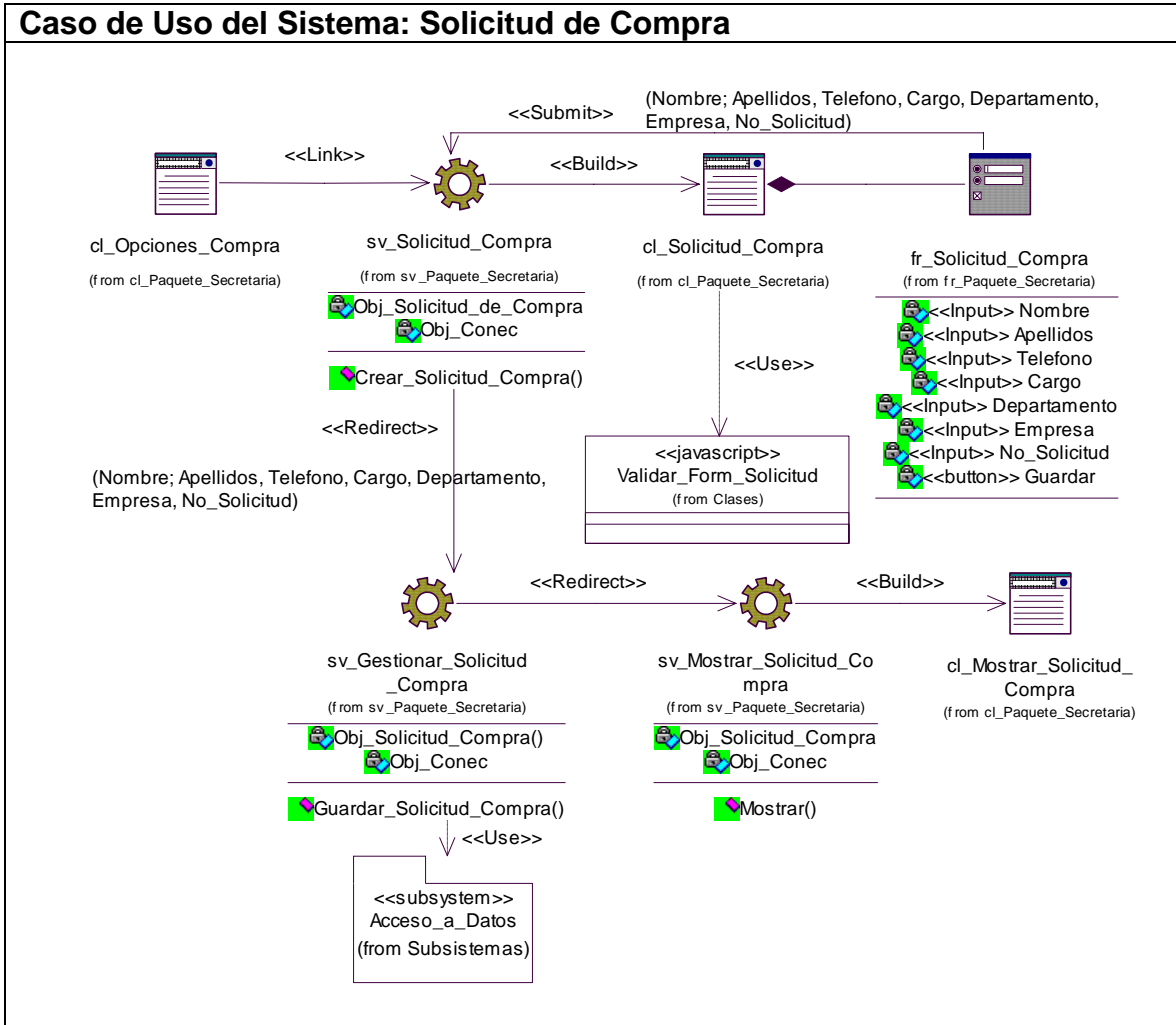 Caso de Uso del Sistema: Solicitud de Compra
<<Submit>>
(Nombre; Apellidos, Telefono, Cargo, Departamento,
Empresa, No_Solicitud)
<<Link>>
<<Build>>
cl_Opciones_Compra
(from cl_Paquete_Secretaria)
sv_Solicitud_Compra
(from sv_Paquete_Secretaria)
Obj_Solicitud_de_Compra
Obj_Conec
Crear_Solicitud_Compra()
cl_Solicitud_Compra
(from cl_Paquete_Secretaria)
fr_Solicitud_Compra
(from fr_Paquete_Secretaria)
<<Input>> Nombre
<<Input>> Apellidos
<<Input>> Telefono
<<Input>> Cargo
<<Input>> Departamento
<<Input>> Empresa
<<Input>> No_Solicitud
<<button>> Guardar
<<Use>>
<<Redirect>>
(Nombre; Apellidos, Telefono, Cargo, Departamento,
Empresa, No_Solicitud)
<<javascript>>
Validar_Form_Solicitud
(from Clases)
<<Redirect>>
<<Build>>
sv_Gestionar_Solicitud
_Compra
(from sv_Paquete_Secretaria)
Obj_Solicitud_Compra()
Obj_Conec
Guardar_Solicitud_Compra()
sv_Mostrar_Solicitud_Co
mpra
(from sv_Paquete_Secretaria)
Obj_Solicitud_Compra
Obj_Conec
Mostrar()
cl_Mostrar_Solicitud_
Compra
(from cl_Paquete_Secretaria)
<<Use>>
<<subsystem>>
Acceso_a_Datos
(from Subsistemas)